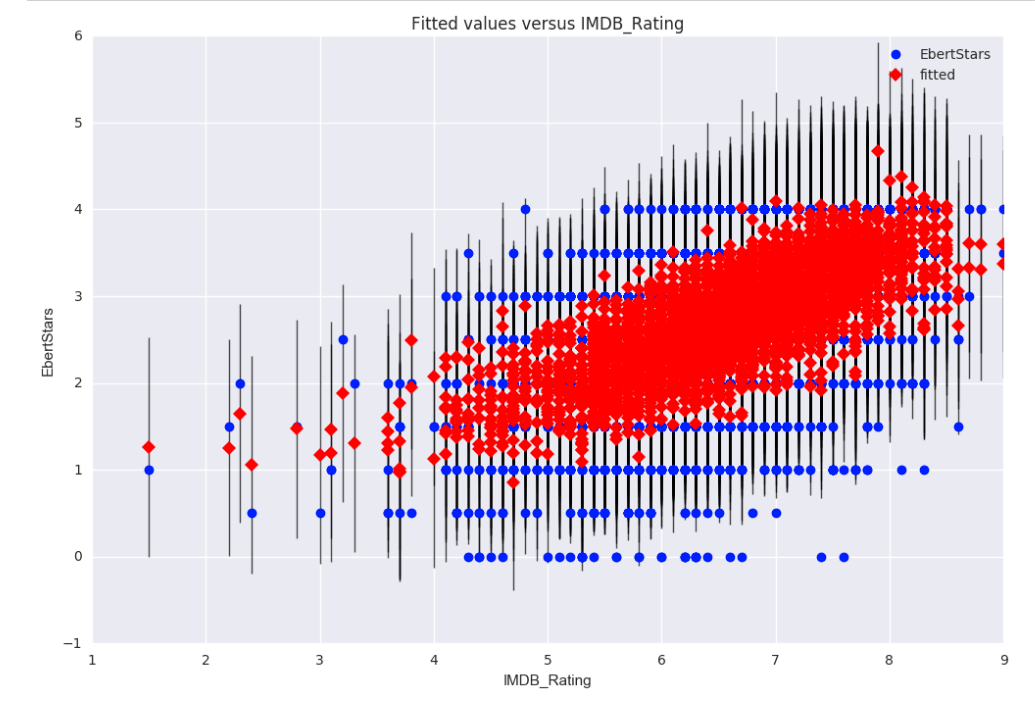 Fitted values versus IMDB_Rating
EbertStars
fitted
6
5
4
3
2
1
0
−1
EbertStars
1 2 3 4 5 6 7 8 9
IMDB_Rating